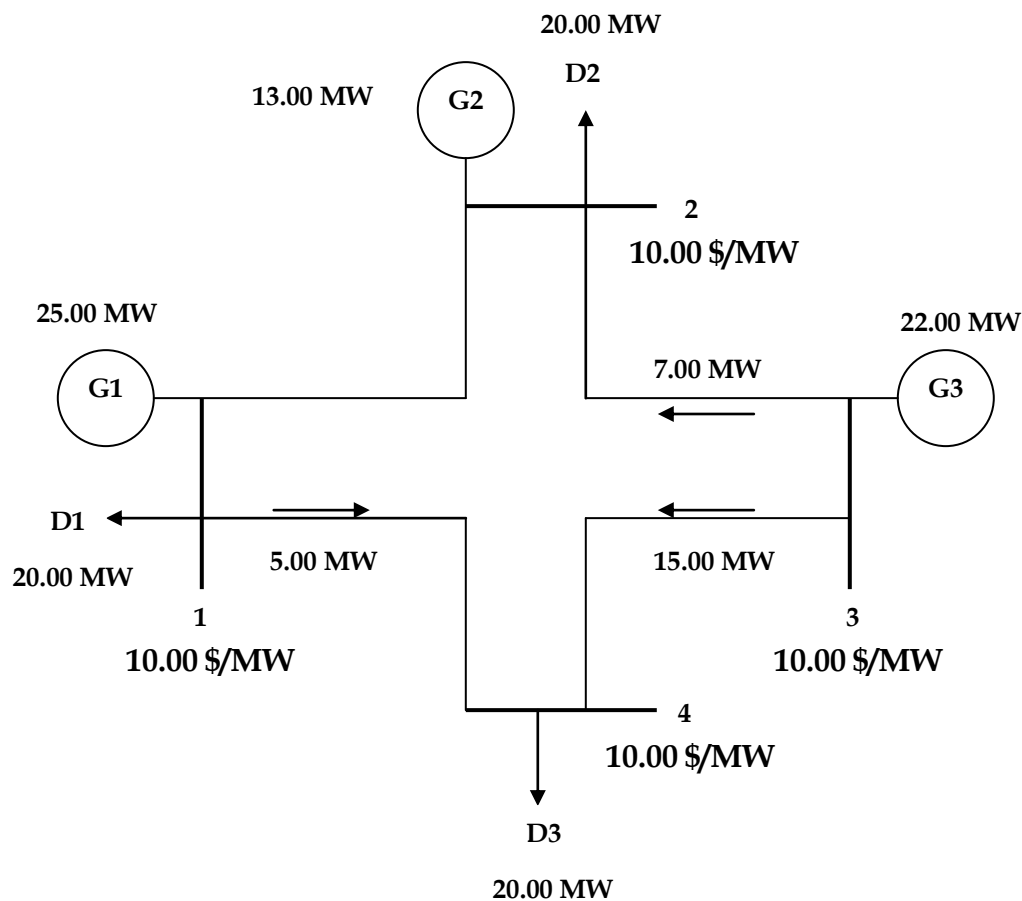 20.00 MW
D2
13.00 MW
G2
2
10.00 $/MW
25.00 MW
22.00 MW
G1
7.00 MW
G3
D1
5.00 MW
15.00 MW
20.00 MW
1
3
10.00 $/MW
10.00 $/MW
4
10.00 $/MW
D3
20.00 MW